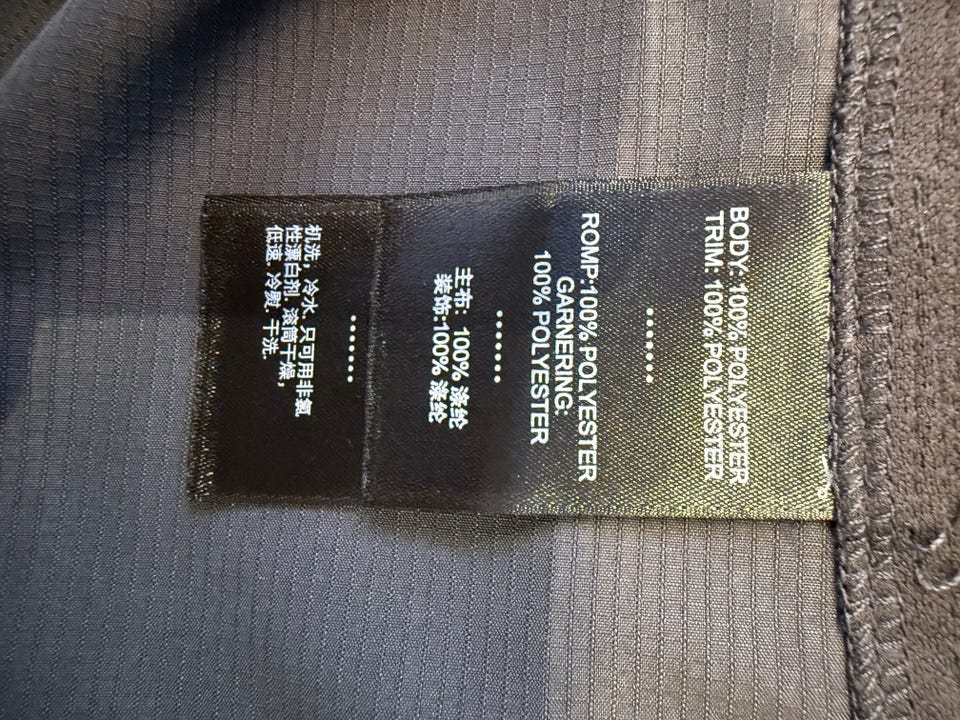 BODY: 100% POLYESTER
TRIM: 100% POLYESTER
•••••••
ROMP:100% POLYESTER
GARNERING:
100% POLYESTER
•••••••
主布: 100% 涤纶
装饰:100% 涤纶
•••••••
机洗, 冷水. 只可用非氯
性漂白剂. 滚筒干燥,
低速. 冷熨. 干洗.